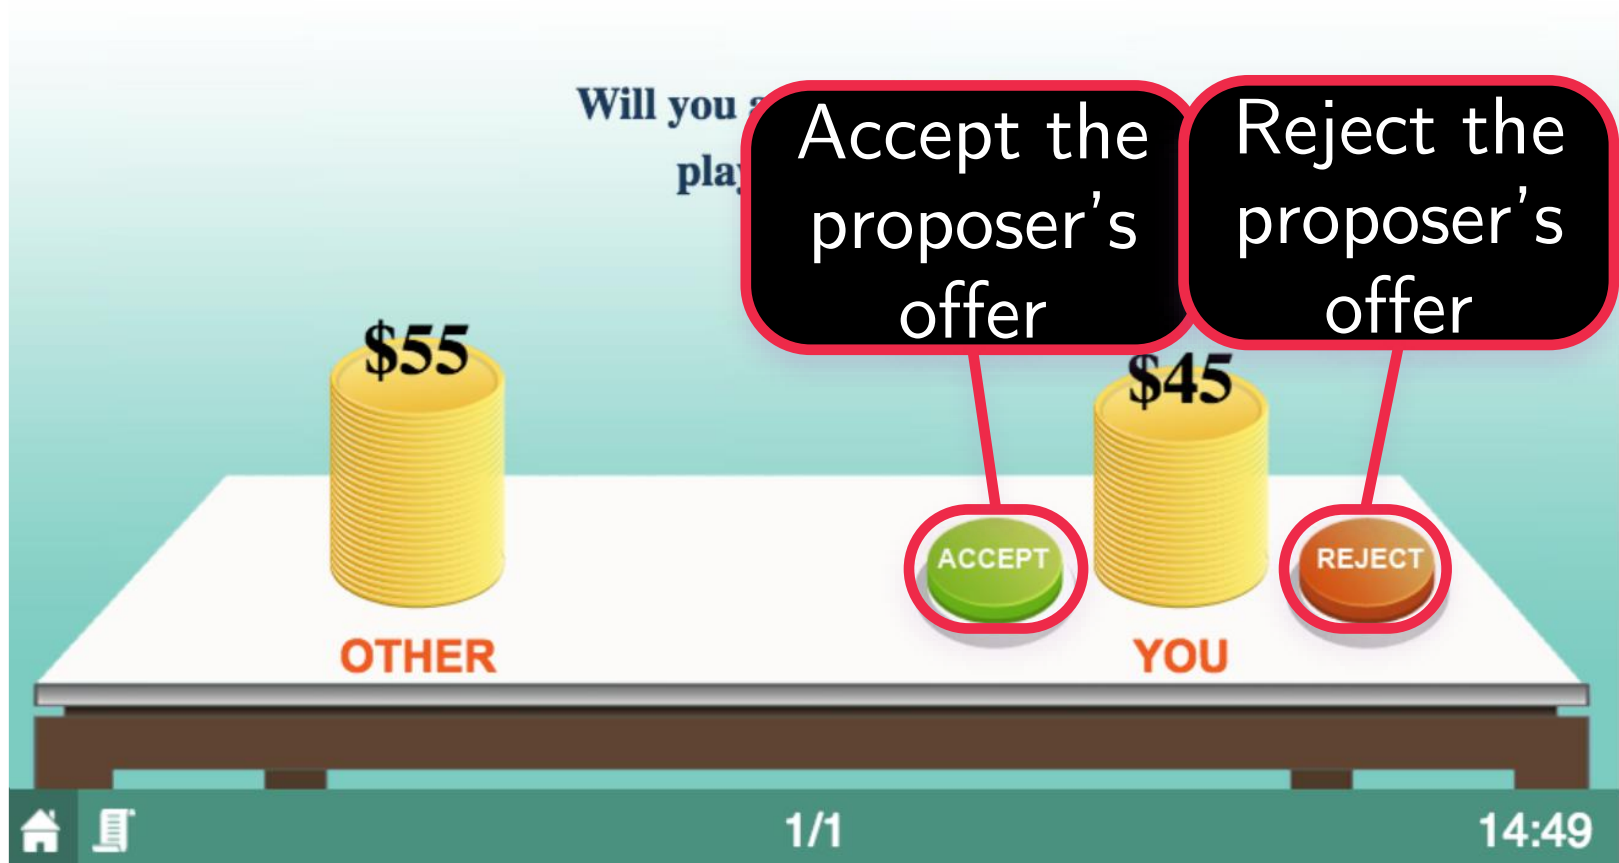 Will you
Accept the
proposer's
offer
Reject the
proposer's
offer
$55
$45
ACCEPT
REJECT
OTHER
YOU
1/1
14:49